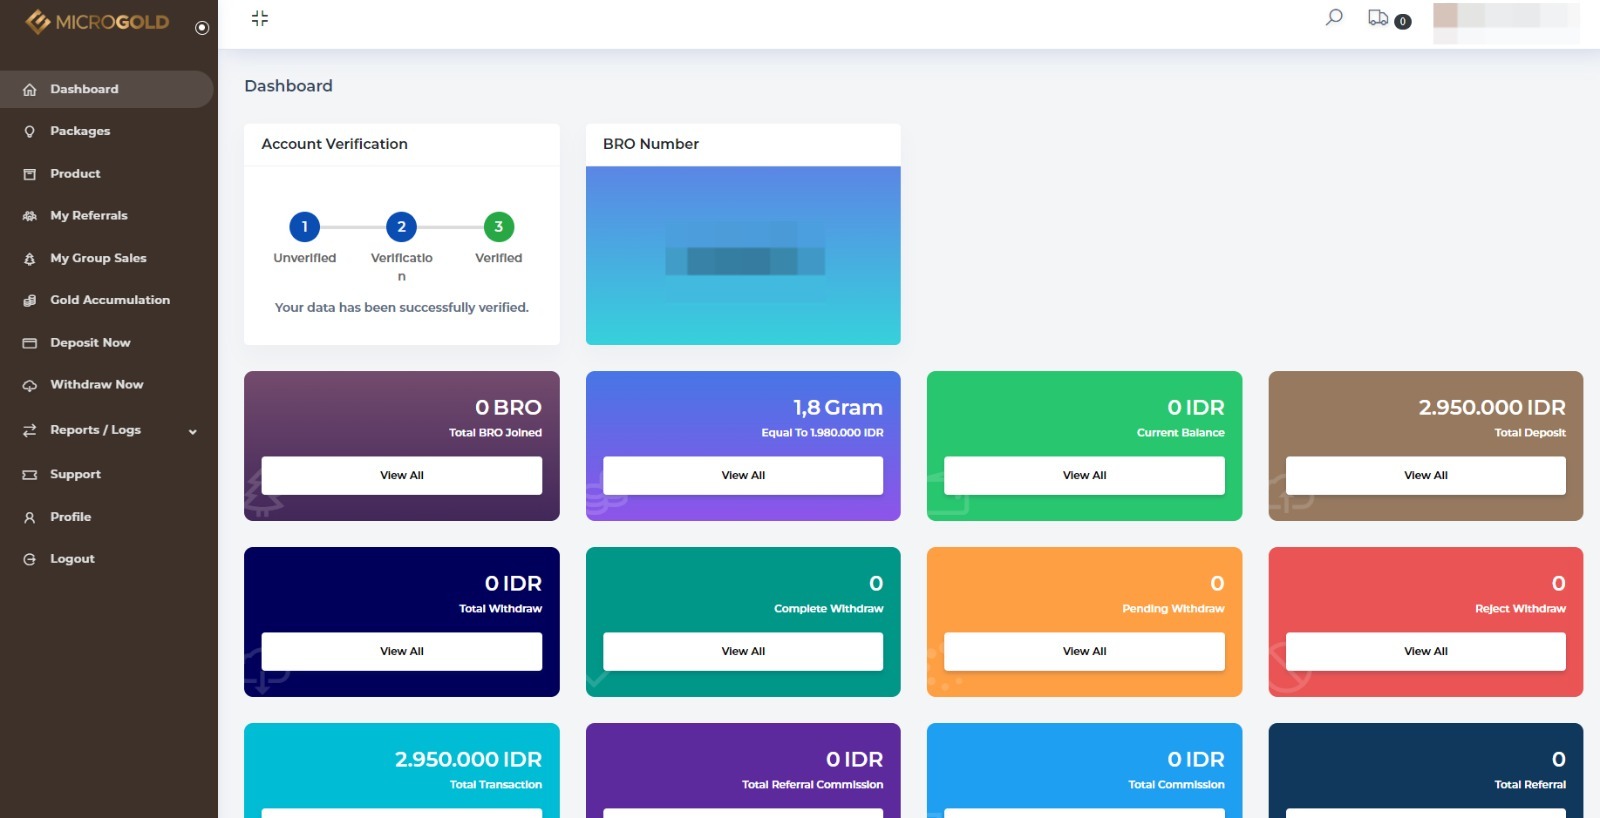 MICROGOLD
Dashboard
Packages
Product
My Referrals
My Group Sales
Gold Accumulation
Deposit Now
Withdraw Now
Reports / Logs
Support
Profile
Logout
0
Dashboard
Account Verification
1
2
3
Unverified
Verificatio
n
Verified
Your data has been successfully verified.
BRO Number
0 BRO
Total BRO Joined
View All
1,8 Gram
Equal To 1.980.000 IDR
View All
0 IDR
Current Balance
View All
2.950.000 IDR
Total Deposit
View All
0 IDR
Total Withdraw
View All
0
Complete Withdraw
View All
0
Pending Withdraw
View All
0
Reject Withdraw
View All
2.950.000 IDR
Total Transaction
0 IDR
Total Referral Commission
0 IDR
Total Commission
0
Total Referral